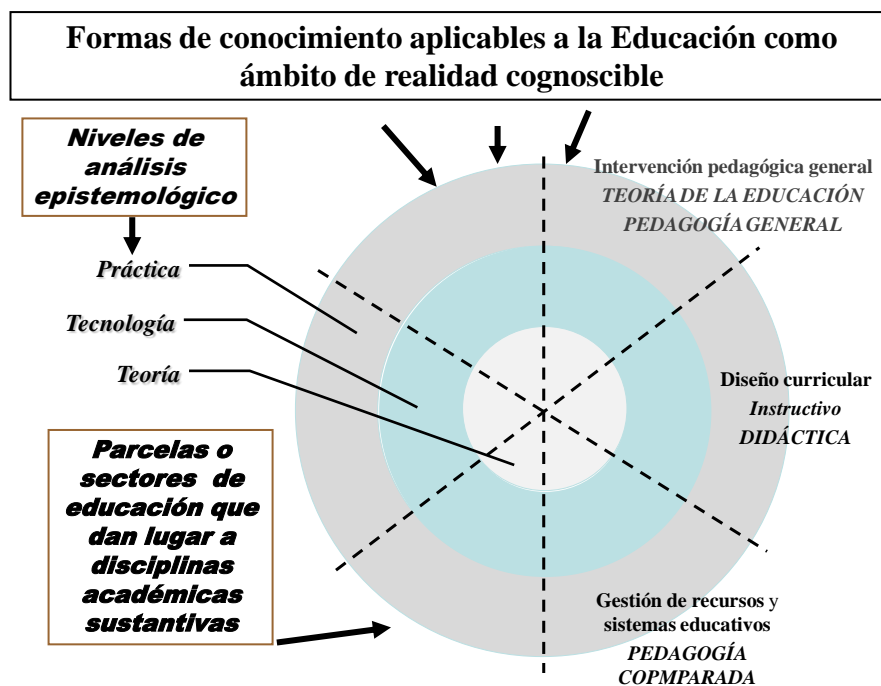 Formas de conocimiento aplicables a la Educación como
ámbito de realidad cognoscible
Niveles de
análisis
epistemológico
Práctica
Tecnología
Teoría
Parcelas o
sectores de
educación que
dan lugar a
disciplinas
académicas
sustantivas
Intervención pedagógica general
TEORÍA DE LA EDUCACIÓN
PEDAGOGÍA GENERAL
Diseño curricular
Instructivo
DIDÁCTICA
Gestión de recursos y
sistemas educativos
PEDAGOGÍA
COPMPARADA